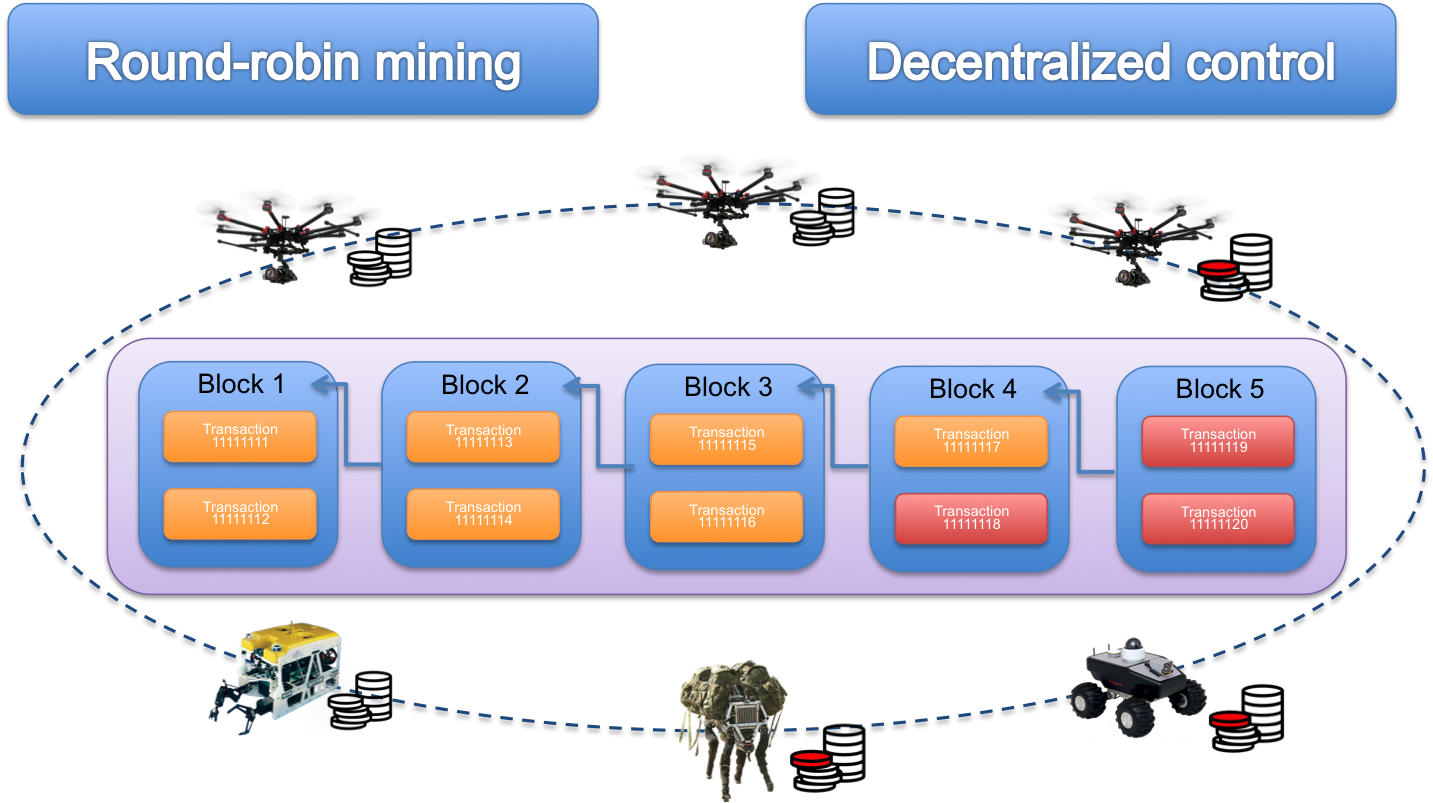 Round-robin mining
Decentralized control
Block 1
Transaction
11111111
Transaction
11111112
Block 2
Transaction
11111113
Transaction
11111114
Block 3
Transaction
11111115
Transaction
11111116
Block 4
Transaction
11111117
Transaction
11111118
Block 5
Transaction
11111119
Transaction
11111120